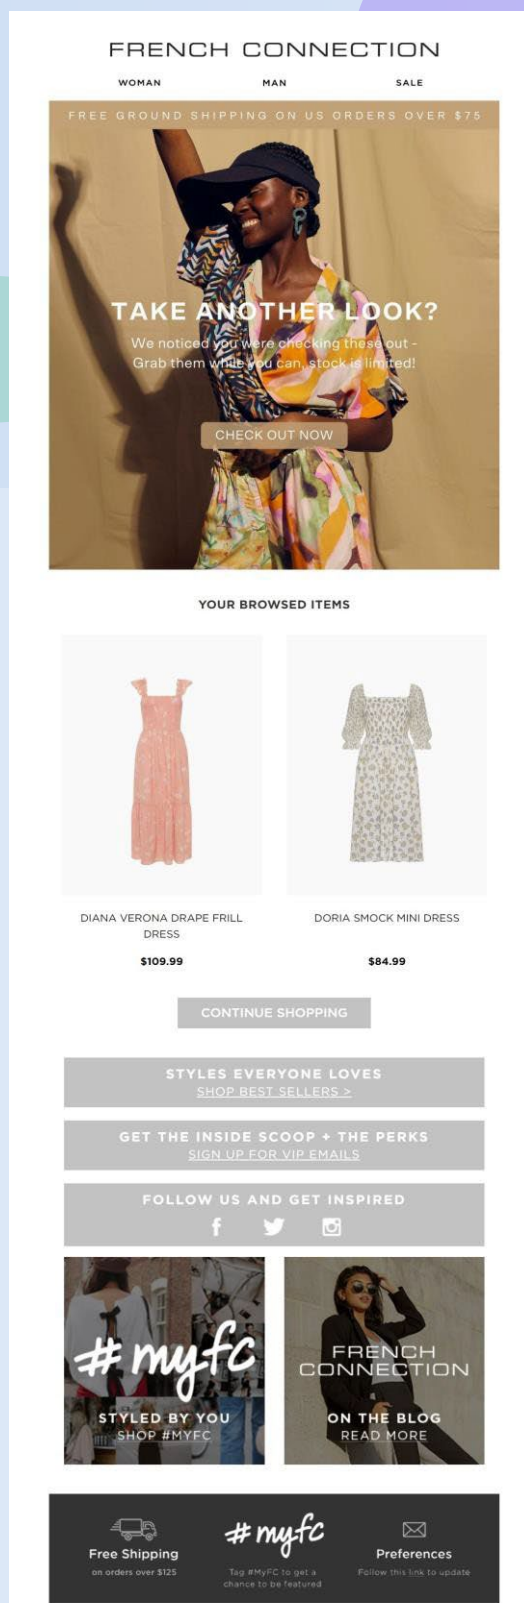 FRENCH CONNECTION
WOMAN MAN SALE
FREE GROUND SHIPPING ON US ORDERS OVER $75
TAKE ANOTHER LOOK?
We noticed you were checking these out -
Grab them while you can, stock is limited!
CHECK OUT NOW
YOUR BROWSED ITEMS
DIANA VERONA DRAPE FRILL
DRESS
$109.99
DORIA SMOCK MINI DRESS
$84.99
CONTINUE SHOPPING
STYLES EVERYONE LOVES
SHOP BEST SELLERS >
GET THE INSIDE SCOOP + THE PERKS
SIGN UP FOR VIP EMAILS
FOLLOW US AND GET INSPIRED
#myfc
STYLED BY YOU
SHOP #MYFC
FRENCH
CONNECTION
ON THE BLOG
READ MORE
Free Shipping
on orders over $125
#myfc
Tag #MyFC to get a
chance to be featured
Preferences
Follow this link to update